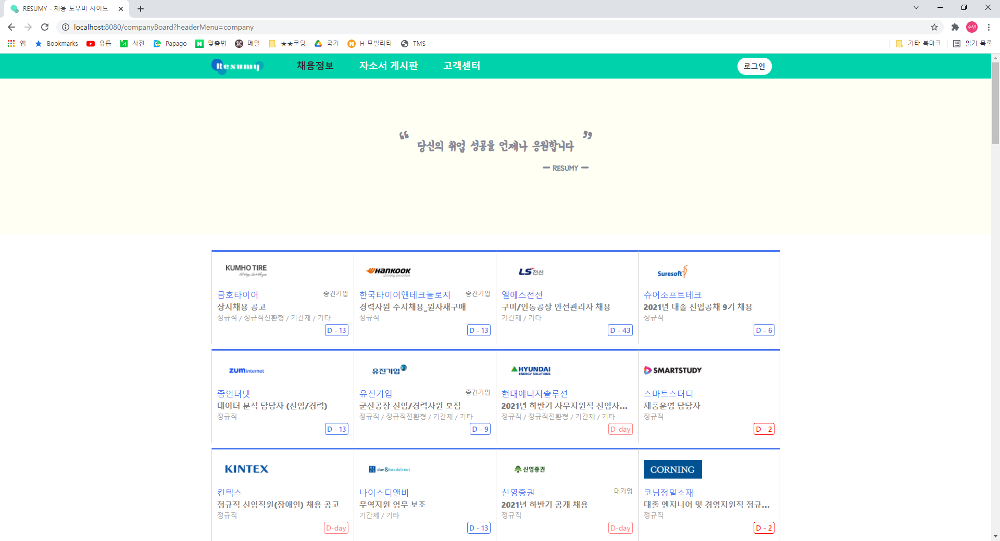 RESUMY - 채용 도우미 사이트
localhost:8080/companyBoard?headerMenu=company
수빈
앱 Bookmarks 유튭 사전 Papago 맞춤법 메일 ★★코딩 국기 H-모빌리티 TMS 기타 북마크 읽기 목록
Resumy 채용정보 자소서 게시판 고객센터 로그인
“ 당신의 취업 성공을 언제나 응원합니다 ”
— RESUMY —
KUMHO TIRE
All Ways. Go With you
금호타이어 중견기업
상시채용 공고
정규직 / 정규직전환형 / 기간제 / 기타
D - 13
HANKOOK
driving emotion
한국타이어앤테크놀로지 중견기업
경력사원 수시채용_원자재구매
정규직
D - 13
LS전선
엘에스전선
구미/인동공장 안전관리자 채용
기간제 / 기타
D - 43
Suresoft
슈어소프트테크
2021년 대졸 신입공채 9기 채용
정규직
D - 6
zum internet
줌인터넷
데이터 분석 담당자 (신입/경력)
정규직
D - 13
유진기업
유진기업 중견기업
군산공장 신입/경력사원 모집
정규직 / 정규직전환형 / 기간제 / 기타
D - 9
HYUNDAI
ENERGY SOLUTIONS
현대에너지솔루션
2021년 하반기 사무지원직 신입사...
정규직 / 정규직전환형 / 기간제 / 기타
D-day
SMARTSTUDY
스마트스터디
제품운영 담당자
정규직
D - 2
KINTEX
킨텍스
정규직 신입직원(장애인) 채용 공고
정규직
D-day
dun&bradstreet
나이스디앤비
무역지원 업무 보조
기간제 / 기타
D - 13
신영증권
신영증권 대기업
2021년 하반기 공개 채용
정규직
D-day
CORNING
코닝정밀소재
대졸 엔지니어 및 경영지원직 정규...
정규직
D - 2